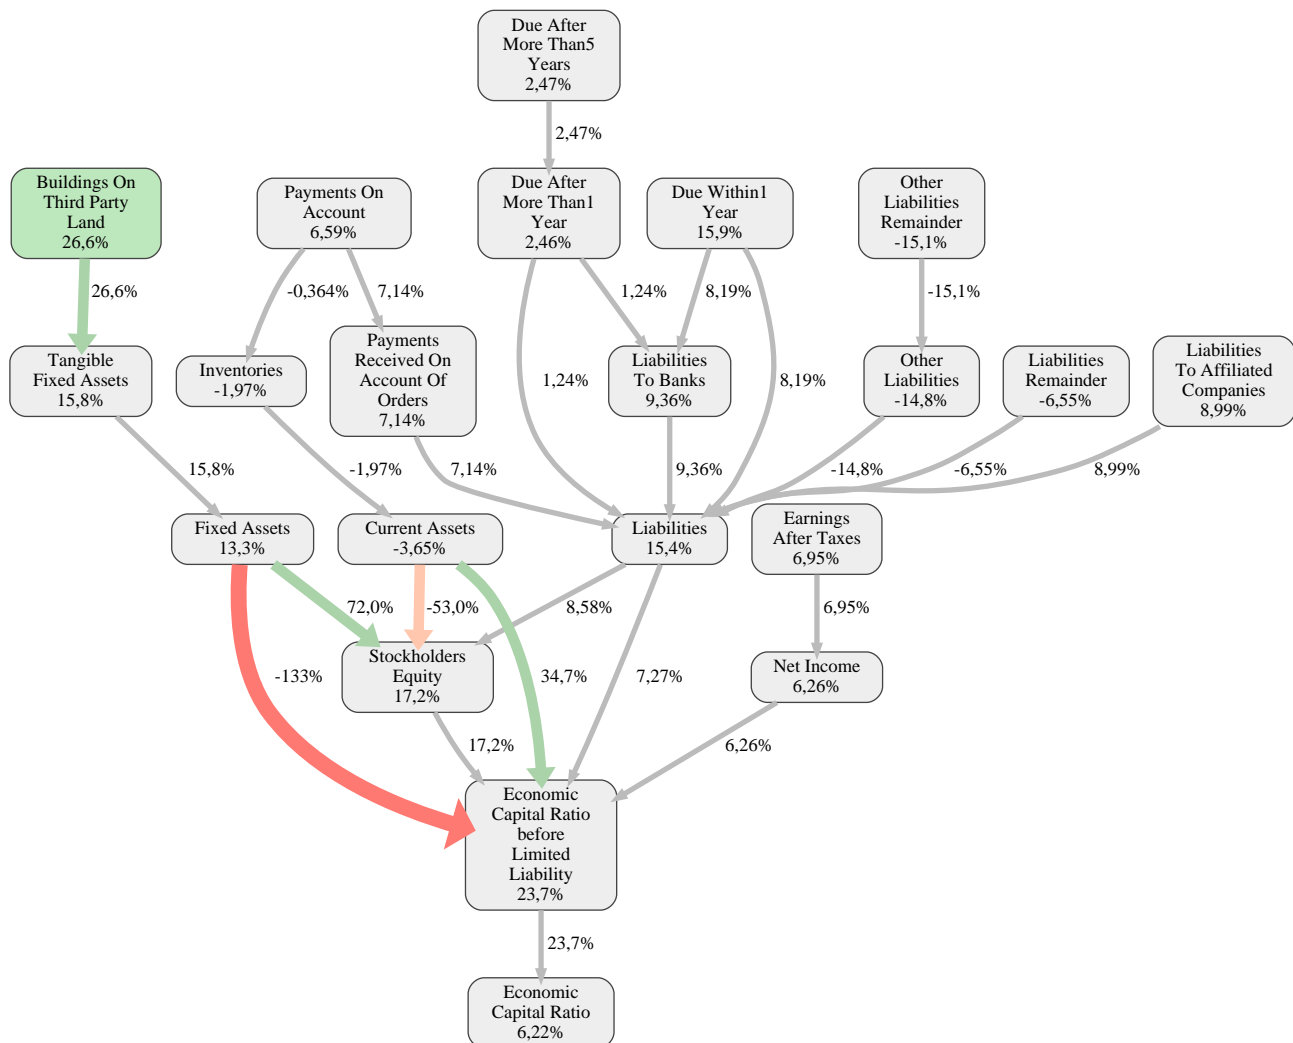 Due After
More Than5
Years
2,47%
2,47%
Buildings On
Third Party
Land
26,6%
Payments On
Account
6,59%
Due After
More Than1
Year
2,46%
Due Within1
Year
15,9%
Other
Liabilities
Remainder
-15,1%
26,6%
-0,364%
7,14%
1,24%
8,19%
-15,1%
Tangible
Fixed Assets
15,8%
Inventories
-1,97%
Payments
Received On
Account Of
Orders
7,14%
1,24%
Liabilities
To Banks
9,36%
8,19%
Other
Liabilities
-14,8%
Liabilities
Remainder
-6,55%
Liabilities
To Affiliated
Companies
8,99%
15,8%
-1,97%
7,14%
9,36%
-14,8%
-6,55%
8,99%
Fixed Assets
13,3%
Current Assets
-3,65%
Liabilities
15,4%
Earnings
After Taxes
6,95%
72,0%
-53,0%
8,58%
6,95%
-133%
Stockholders
Equity
17,2%
34,7%
7,27%
Net Income
6,26%
17,2%
6,26%
Economic
Capital Ratio
before
Limited
Liability
23,7%
23,7%
Economic
Capital Ratio
6,22%